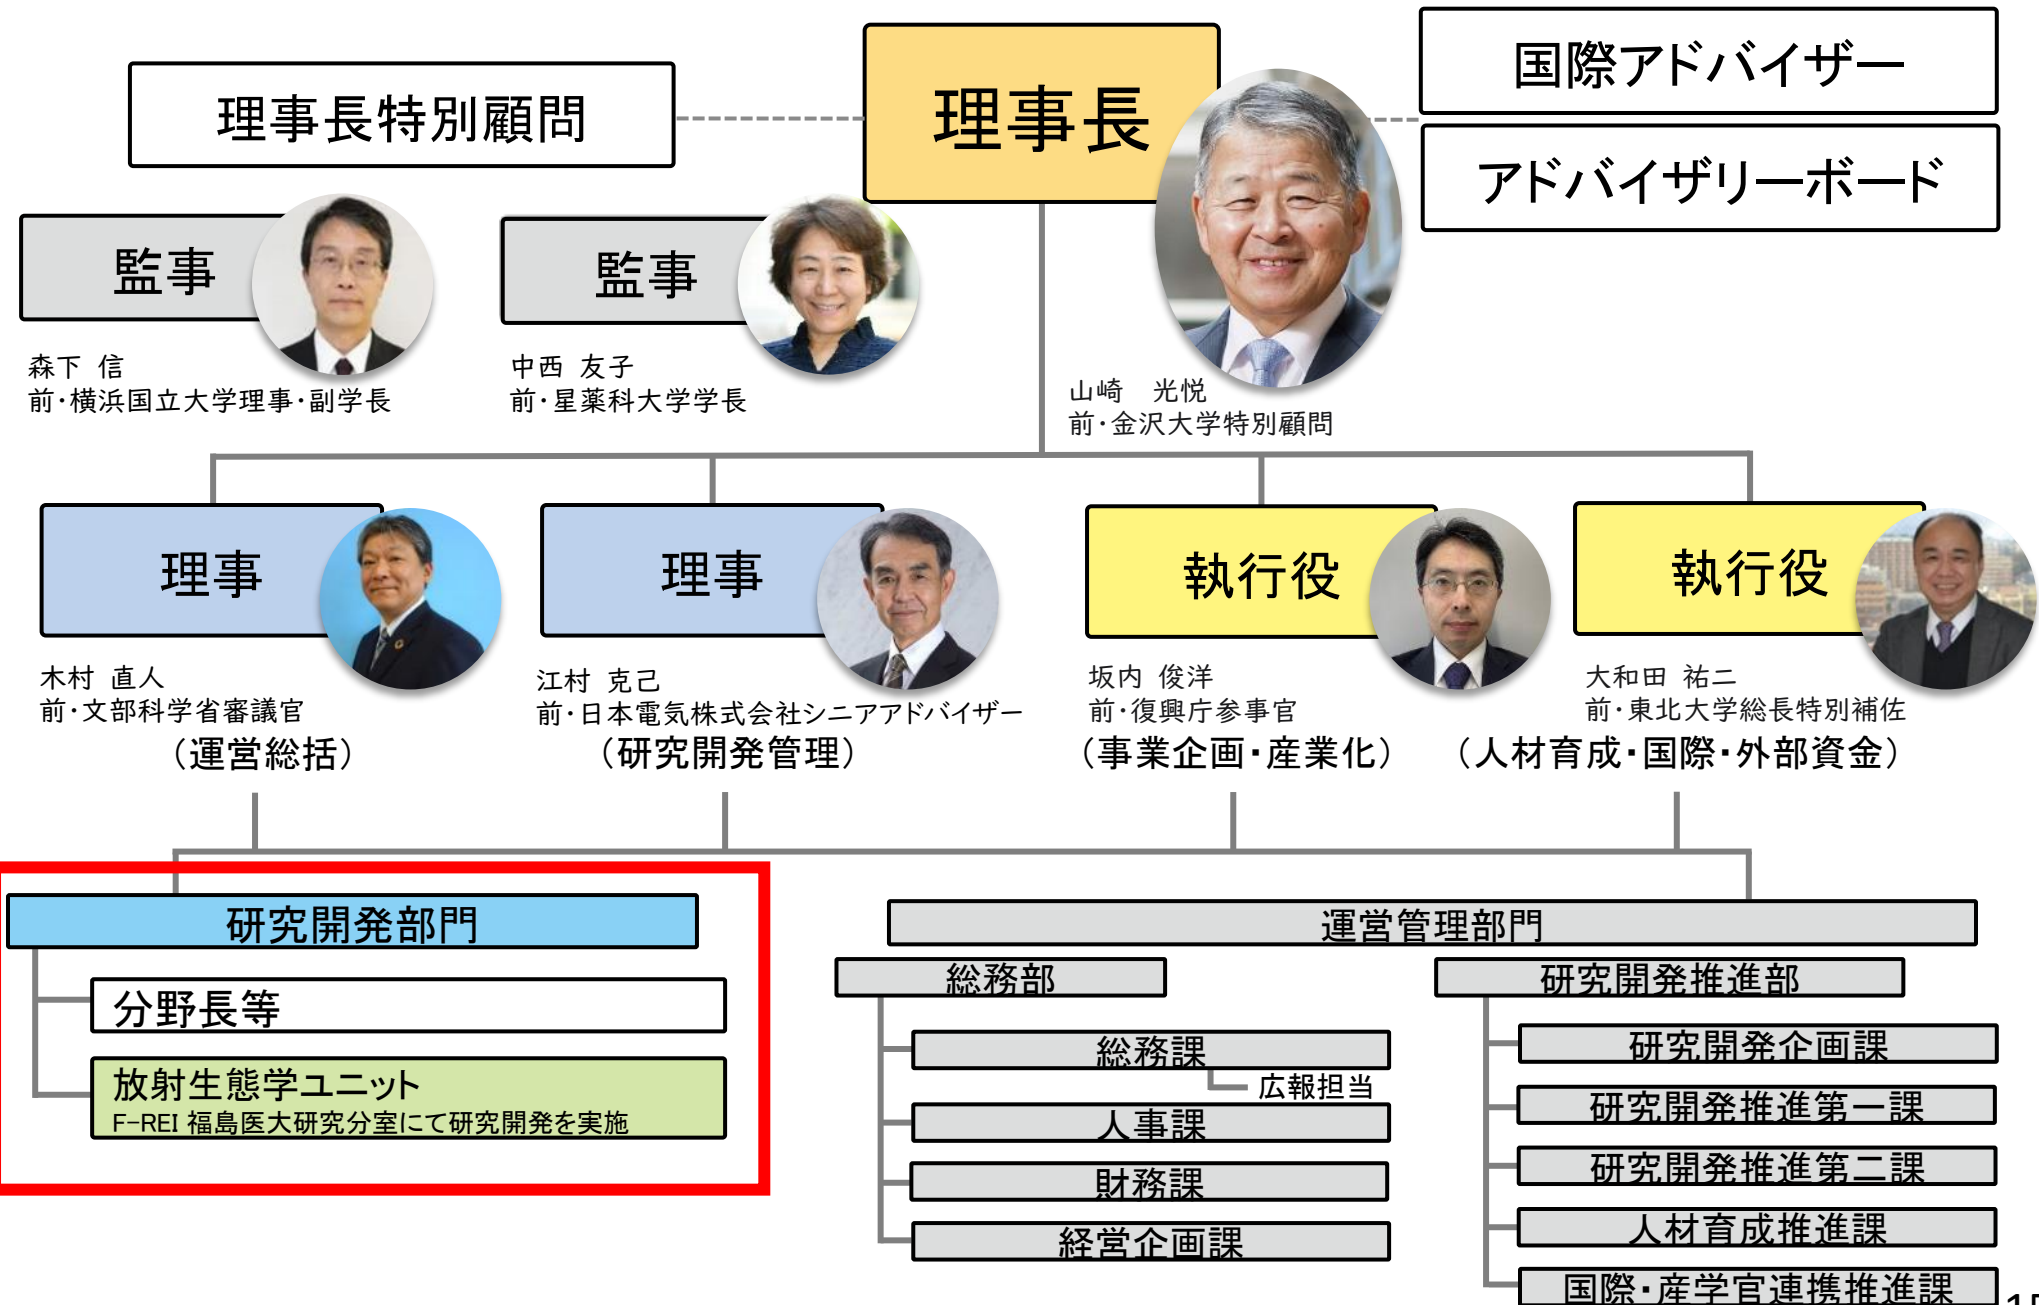 理事長特別顧問
理事長
国際アドバイザー
アドバイザリーボード
監事
森下 信
前・横浜国立大学理事・副学長
監事
中西 友子
前・星薬科大学学長
山崎　光悦
前・金沢大学特別顧問
理事
木村 直人
前・文部科学省審議官
（運営総括）
理事
江村 克己
前・日本電気株式会社シニアアドバイザー
（研究開発管理）
執行役
坂内 俊洋
前・復興庁参事官
（事業企画・産業化）
執行役
大和田 祐二
前・東北大学総長特別補佐
（人材育成・国際・外部資金）
研究開発部門
分野長等
放射生態学ユニット
F-REI 福島医大研究分室にて研究開発を実施
運営管理部門
総務部
総務課
広報担当
人事課
財務課
経営企画課
研究開発推進部
研究開発企画課
研究開発推進第一課
研究開発推進第二課
人材育成推進課
国際・産学官連携推進課